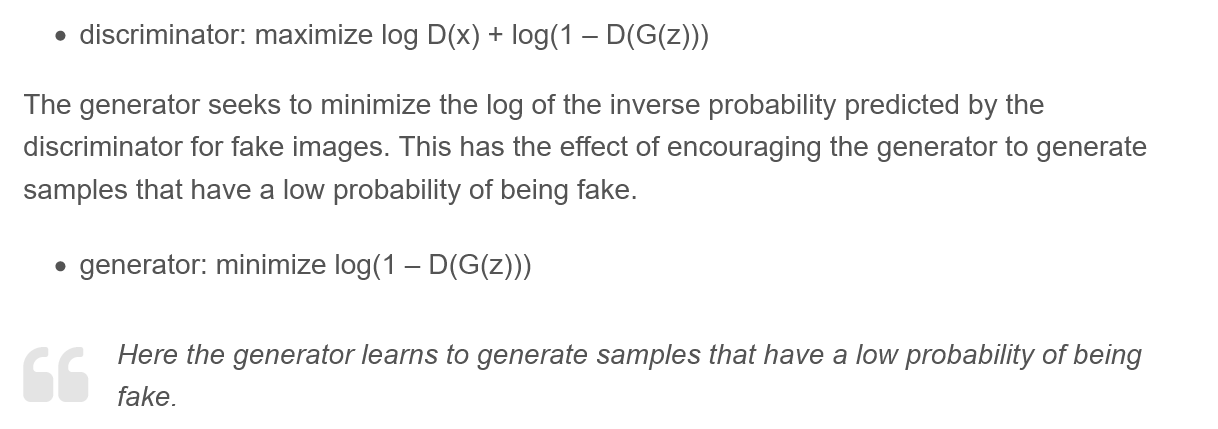 • discriminator: maximize log D(x) + log(1 – D(G(z)))
The generator seeks to minimize the log of the inverse probability predicted by the
discriminator for fake images. This has the effect of encouraging the generator to generate
samples that have a low probability of being fake.
• generator: minimize log(1 – D(G(z)))
Here the generator learns to generate samples that have a low probability of being
fake.